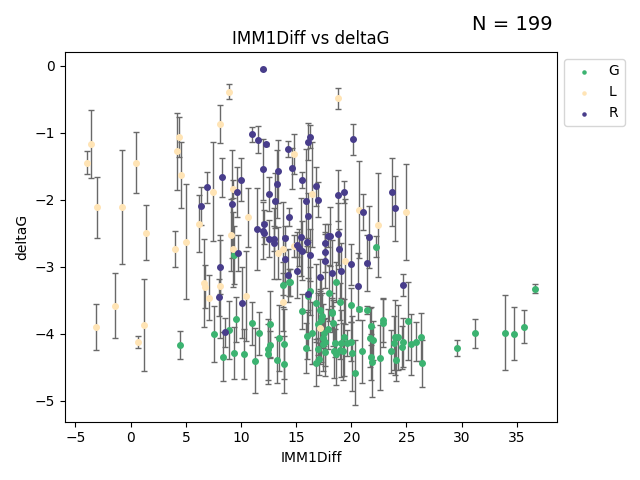 N = 199
IMM1Diff vs deltaG
G
L
R
0
−1
−2
−3
−4
−5
deltaG
−5 0 5 10 15 20 25 30 35
IMM1Diff